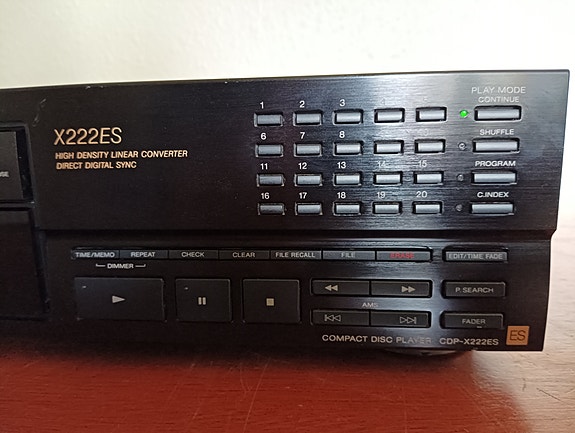 PLAY-MODE
CONTINUE
1 2 3
X222ES
HIGH DENSITY LINEAR CONVERTER
DIRECT DIGITAL SYNC
6 7 8
SHUFFLE
11 12 13 14 15
PROGRAM
16 17 18 19 20
C.INDEX
TIME/MEMO REPEAT CHECK CLEAR FILE RECALL FILE ERASE EDIT/TIME FADE
DIMMER
P.SEARCH
AMS
FADER
COMPACT DISC PLAYER CDP-X222ES ES